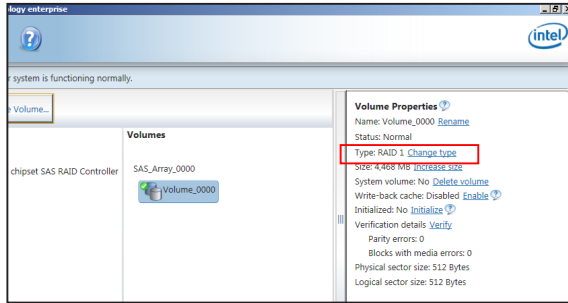 ology enterprise
intel
r system is functioning normally.
e Volume...
Volumes
chipset SAS RAID Controller
SAS_Array_0000
Volume_0000
Volume Properties
Name: Volume_0000 Rename
Status: Normal
Type: RAID 1 Change type
Size: 4,468 MB Increase size
System volume: No Delete volume
Write-back cache: Disabled Enable
Initialized: No Initialize
Verification details Verify
Parity errors: 0
Blocks with media errors: 0
Physical sector size: 512 Bytes
Logical sector size: 512 Bytes